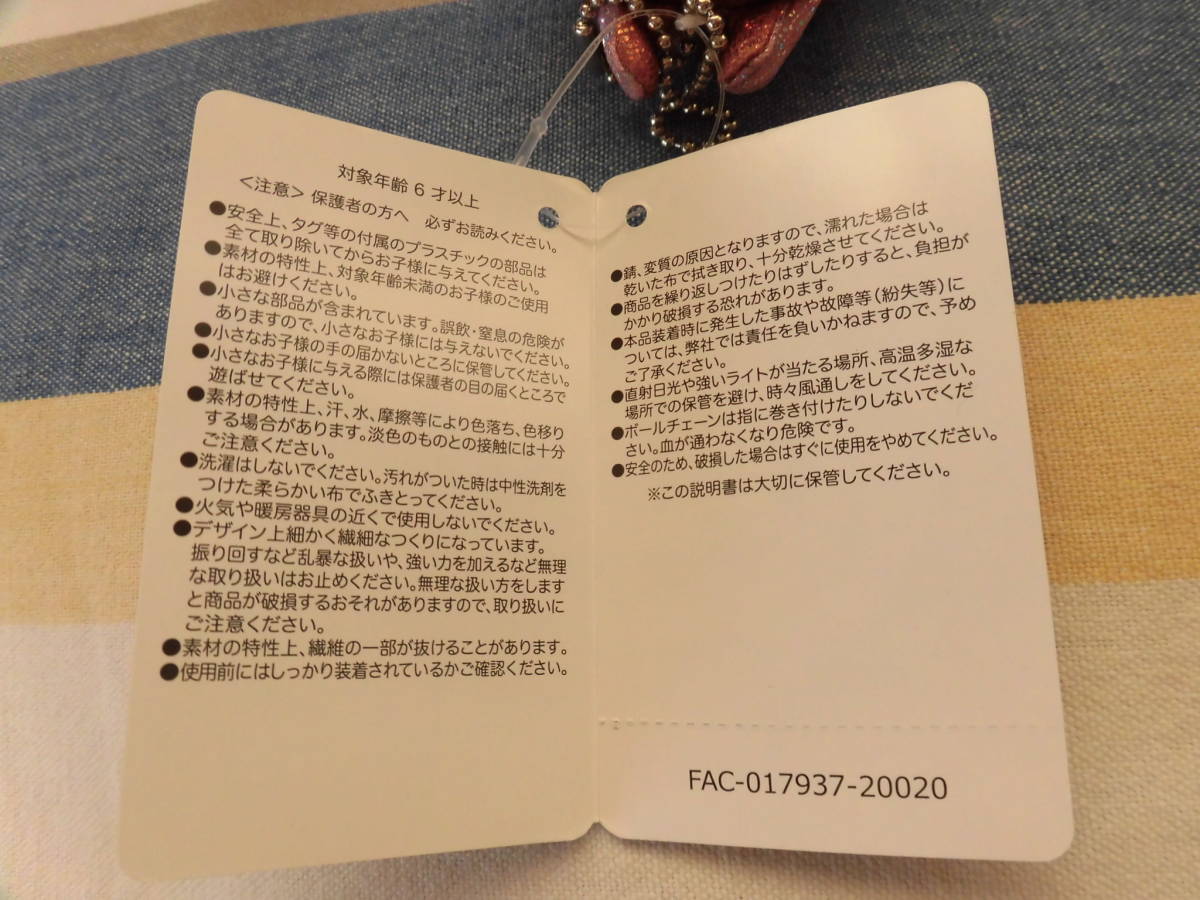 対象年齢 6 才以上
＜注意＞ 保護者の方へ 必ずお読みください。
●安全上、タグ等の付属のプラスチックの部品は
全て取り除いてからお子様に与えてください。
●素材の特性上、対象年齢未満のお子様のご使用
はお避けください。
●小さな部品が含まれています。誤飲・窒息の危険が
ありますので、小さなお子様には与えないでください。
●小さなお子様の手の届かないところに保管してください。
●小さなお子様に与える際には保護者の目の届くところで
遊ばせてください。
●素材の特性上、汗、水、摩擦等により色落ち、色移り
する場合があります。淡色のものとの接触には十分
ご注意ください。
●洗濯はしないでください。汚れがついた時は中性洗剤を
つけた柔らかい布でふきとってください。
●火気や暖房器具の近くで使用しないでください。
●デザイン上細かく繊細なつくりになっています。
振り回すなど乱暴な扱いや、強い力を加えるなど無理
な取り扱いはお止めください。無理な扱い方をします
と商品が破損するおそれがありますので、取り扱いに
ご注意ください。
●素材の特性上、繊維の一部が抜けることがあります。
●使用前にはしっかり装着されているかご確認ください。
●錆、変質の原因となりますので、濡れた場合は
乾いた布で拭き取り、十分乾燥させてください。
●商品を繰り返しつけたりはずしたりすると、負担が
かかり破損する恐れがあります。
●本品装着時に発生した事故や故障等（紛失等）に
ついては、弊社では責任を負いかねますので、予め
ご了承ください。
●直射日光や強いライトが当たる場所、高温多湿な
場所での保管を避け、時々風通しをしてください。
●ボールチェーンは指に巻き付けたりしないでくだ
さい。血が通わなくなり危険です。
●安全のため、破損した場合はすぐに使用をやめてください。
※この説明書は大切に保管してください。
FAC-017937-20020